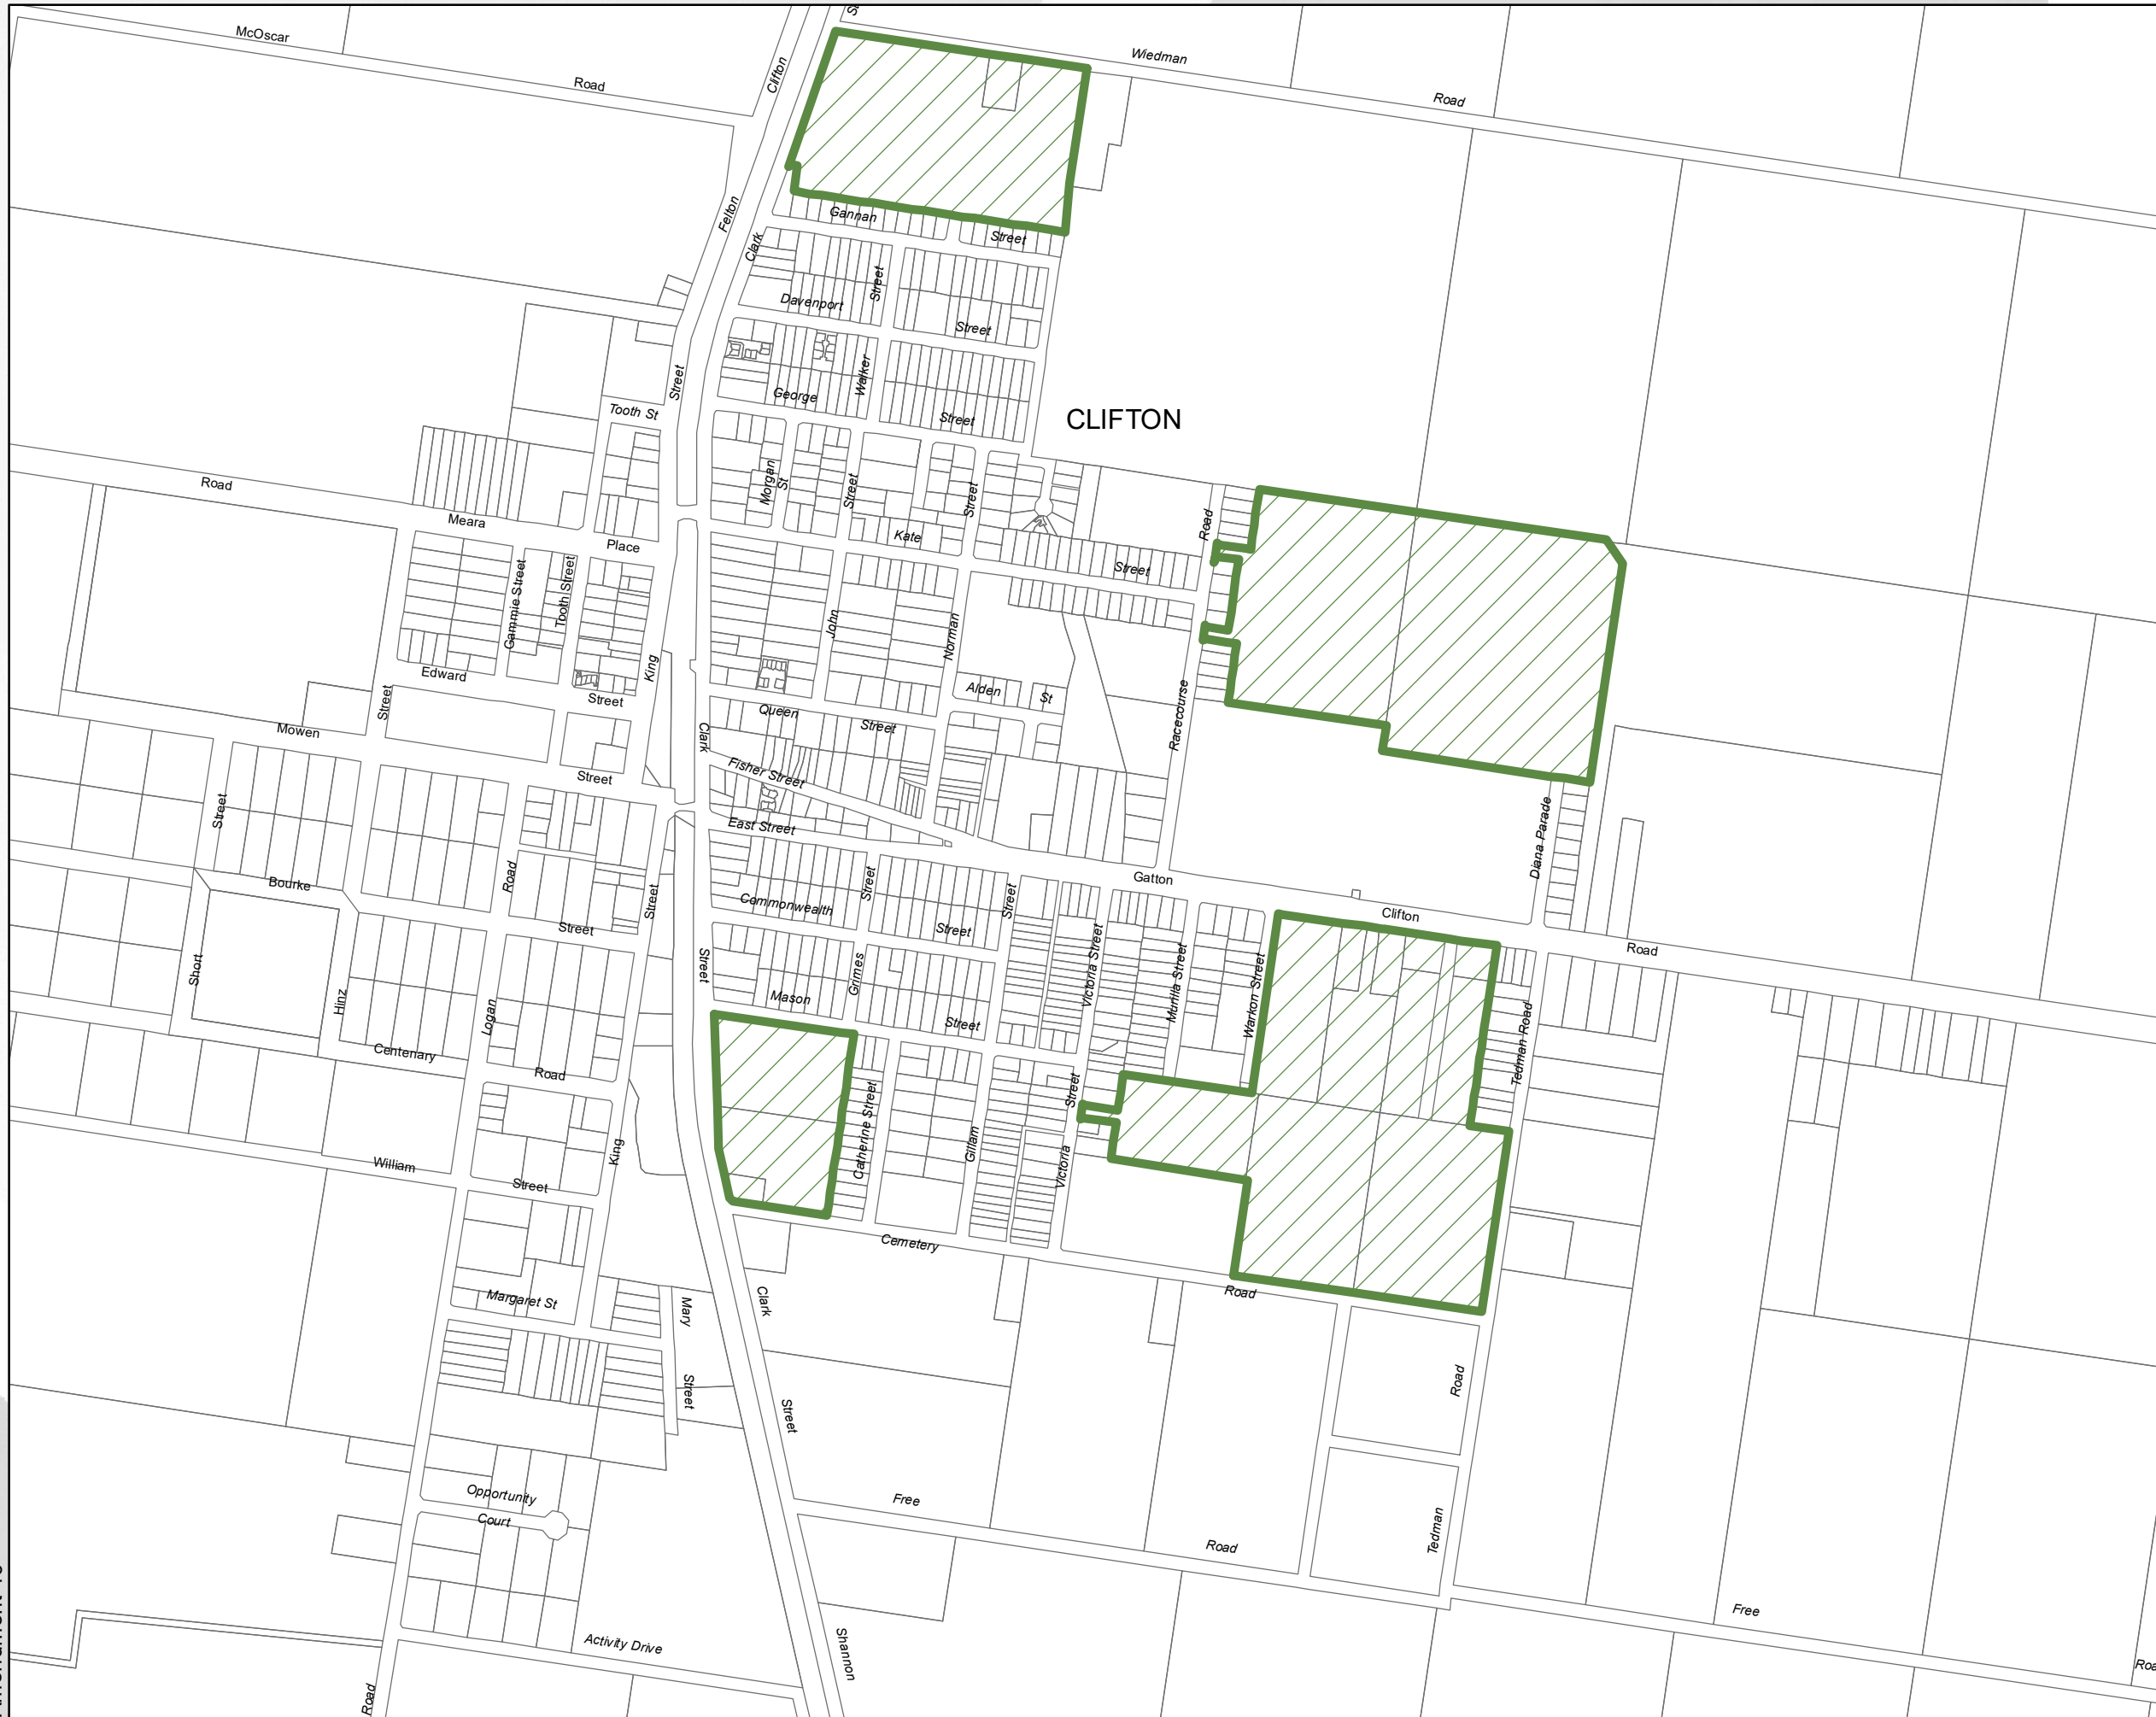 McOscar
Road
Clifton
Wiedman
Road
Felton
Gannan
Street
Clark
Street
Davenport
Street
Street
Walker
George
Street
Tooth St
CLIFTON
Morgan
St
Street
Street
Kate
Street
Road
Road
Meara
Place
Gammie Street
Tooth Street
King
John
Norman
Edward
Street
Street
Alden
St
Racecourse
Queen
Street
Clark
Mowen
Street
Fisher Street
East Street
Street
Diana Parade
Gatton
Clifton
Road
Bourke
Road
Street
Street
Commonwealth
Street
Street
Street
Short
Hinz
Logan
Street
Mason
Street
Grimes
Victoria Street
Murilla Street
Warkon Street
Tedman Road
Centenary
Road
Catherine Street
Gillam
Street
Victoria
William
Street
King
Cemetery
Road
Margaret St
Mary
Street
Clark
Street
Road
Tedman
Opportunity
Court
Free
Road
Free
Activity Drive
Shannon
Road